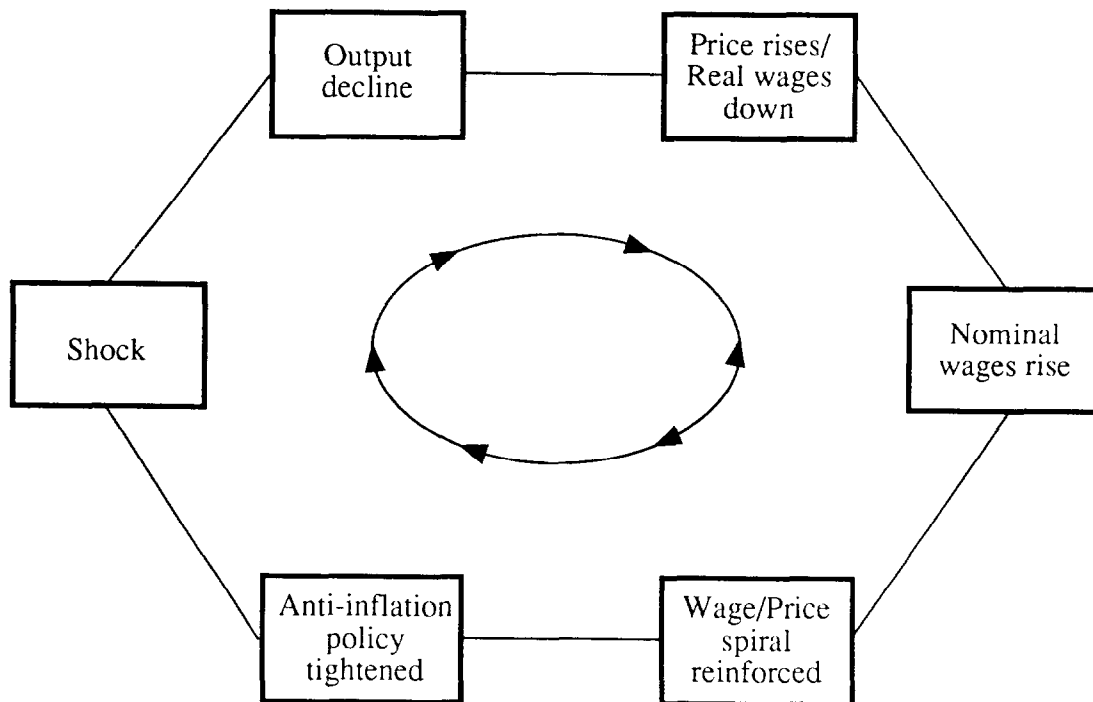 Output
decline
Price rises/
Real wages
down
Shock
Nominal
wages rise
Anti-inflation
policy
tightened
Wage/Price
spiral
reinforced